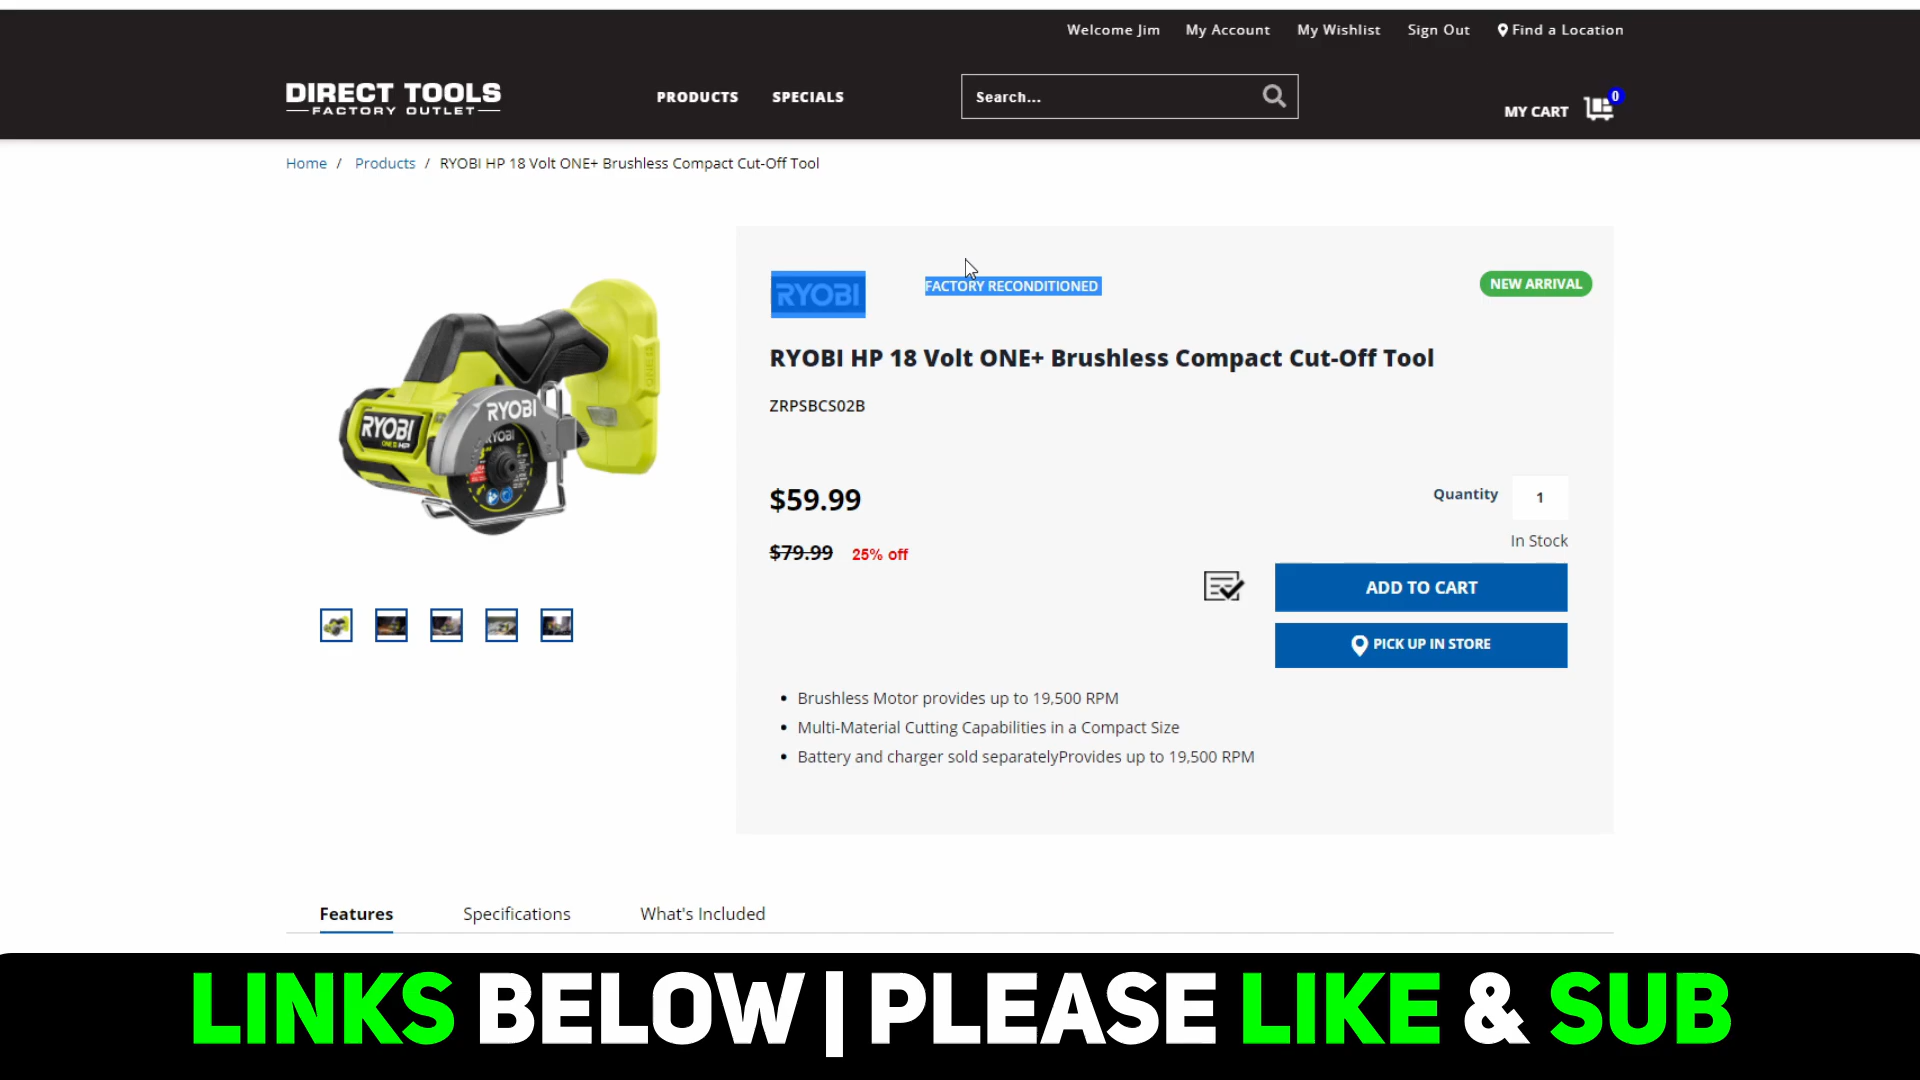 Welcome Jim My Account My Wishlist Sign Out Find a Location
DIRECT TOOLS
FACTORY OUTLET
PRODUCTS SPECIALS
Search...
MY CART 0
Home / Products / RYOBI HP 18 Volt ONE+ Brushless Compact Cut-Off Tool
RYOBI
FACTORY RECONDITIONED
NEW ARRIVAL
RYOBI HP 18 Volt ONE+ Brushless Compact Cut-Off Tool
ZRPSBCS02B
RYOBI
RYOBI
ONE+ HP
RYOBI
$59.99
Quantity 1
$79.99 25% off
In Stock
ADD TO CART
PICK UP IN STORE
Brushless Motor provides up to 19,500 RPM
Multi-Material Cutting Capabilities in a Compact Size
Battery and charger sold separatelyProvides up to 19,500 RPM
Features Specifications What's Included
LINKS BELOW | PLEASE LIKE & SUB